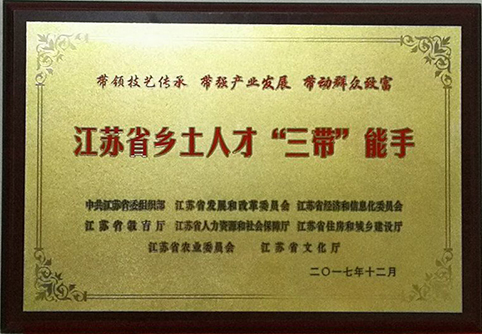 带领技艺传承 带强产业发展 带动群众致富
江苏省乡土人才“三带”能手
中共江苏省委组织部 江苏省发展和改革委员会 江苏省经济和信息化委员会
江苏省教育厅 江苏省人力资源和社会保障厅 江苏省住房和城乡建设厅
江苏省农业委员会 江苏省文化厅
二〇一七年十二月